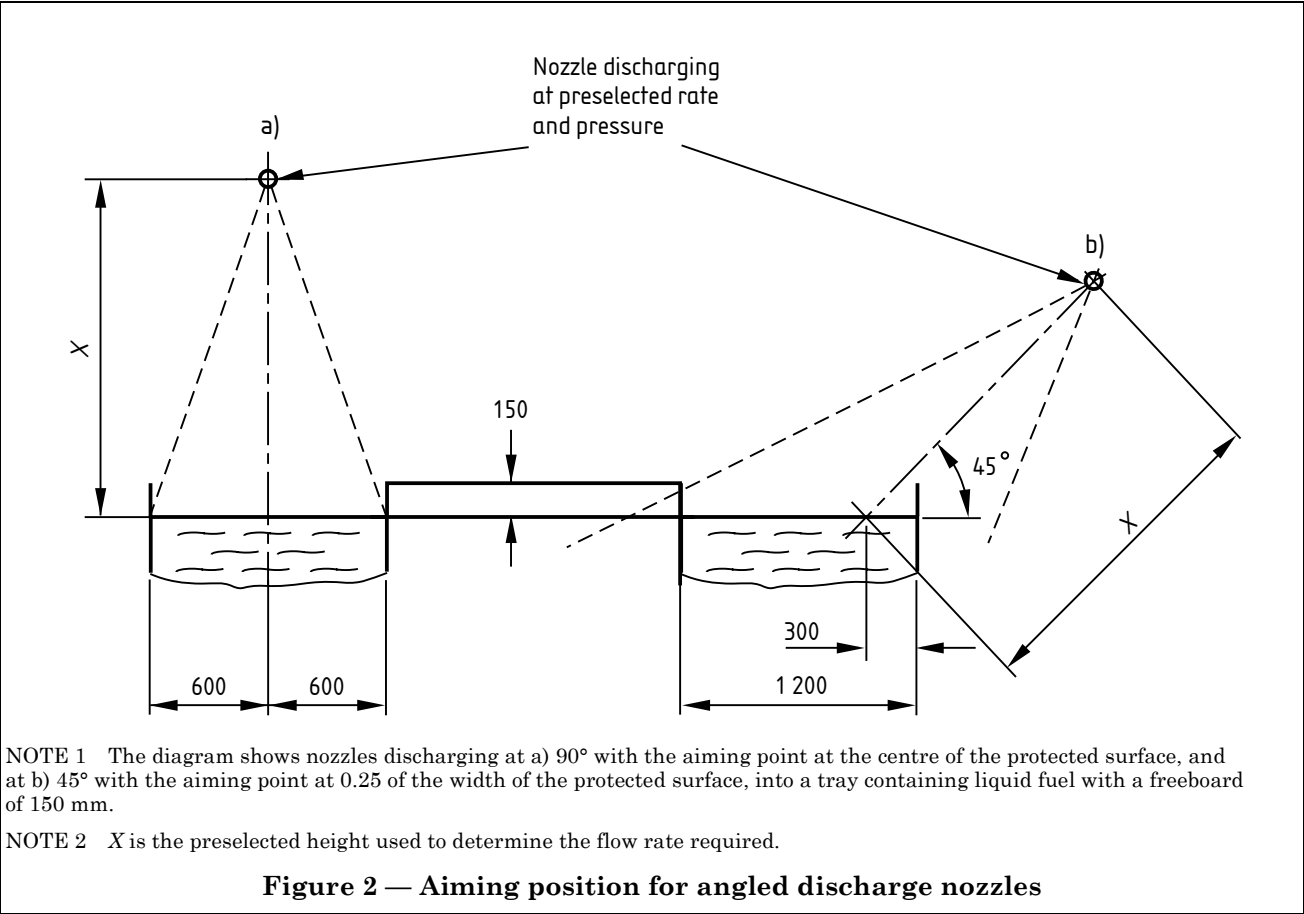 Nozzle discharging
at preselected rate
and pressure
a)
b)
X
150
45°
X
300
600
600
1 200
NOTE 1 The diagram shows nozzles discharging at a) 90° with the aiming point at the centre of the protected surface, and
at b) 45° with the aiming point at 0.25 of the width of the protected surface, into a tray containing liquid fuel with a freeboard
of 150 mm.
NOTE 2 X is the preselected height used to determine the flow rate required.
Figure 2 — Aiming position for angled discharge nozzles